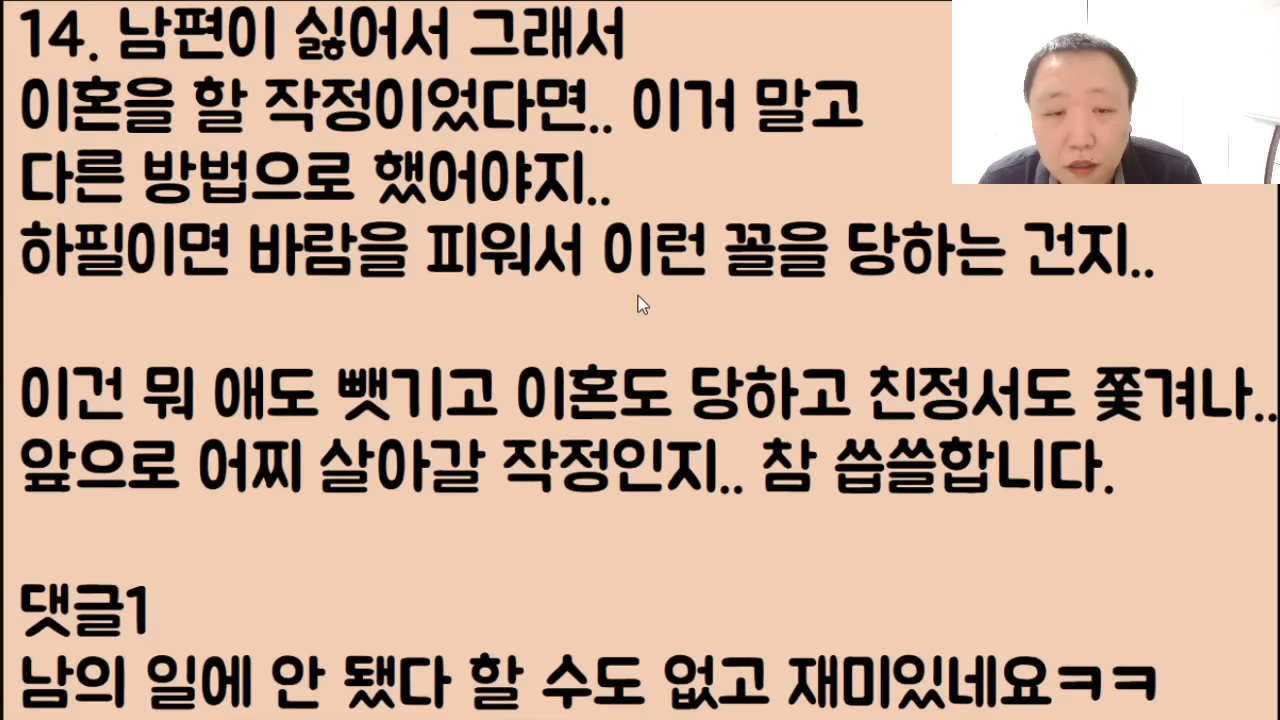 14. 남편이 싫어서 그래서
이혼을 할 작정이었다면.. 이거 말고
다른 방법으로 했어야지..
하필이면 바람을 피워서 이런 꼴을 당하는 건지..
이건 뭐 애도 뺏기고 이혼도 당하고 친정서도 쫓겨나..
앞으로 어찌 살아갈 작정인지.. 참 씁쓸합니다.
댓글1
남의 일에 안 됐다 할 수도 없고 재미있네요ㅋㅋ